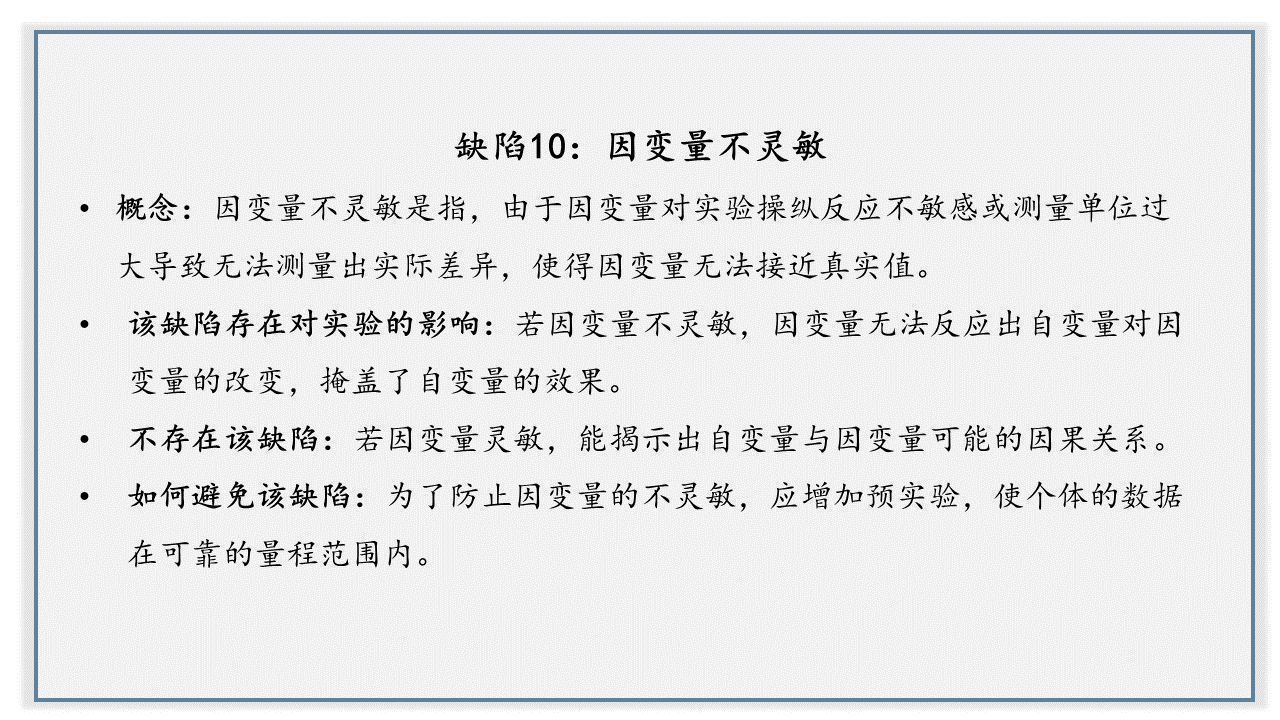 缺陷10：因变量不灵敏
• 概念：因变量不灵敏是指，由于因变量对实验操纵反应不敏感或测量单位过
大导致无法测量出实际差异，使得因变量无法接近真实值。
• 该缺陷存在对实验的影响：若因变量不灵敏，因变量无法反应出自变量对因
变量的改变，掩盖了自变量的效果。
• 不存在该缺陷：若因变量灵敏，能揭示出自变量与因变量可能的因果关系。
• 如何避免该缺陷：为了防止因变量的不灵敏，应增加预实验，使个体的数据
在可靠的量程范围内。